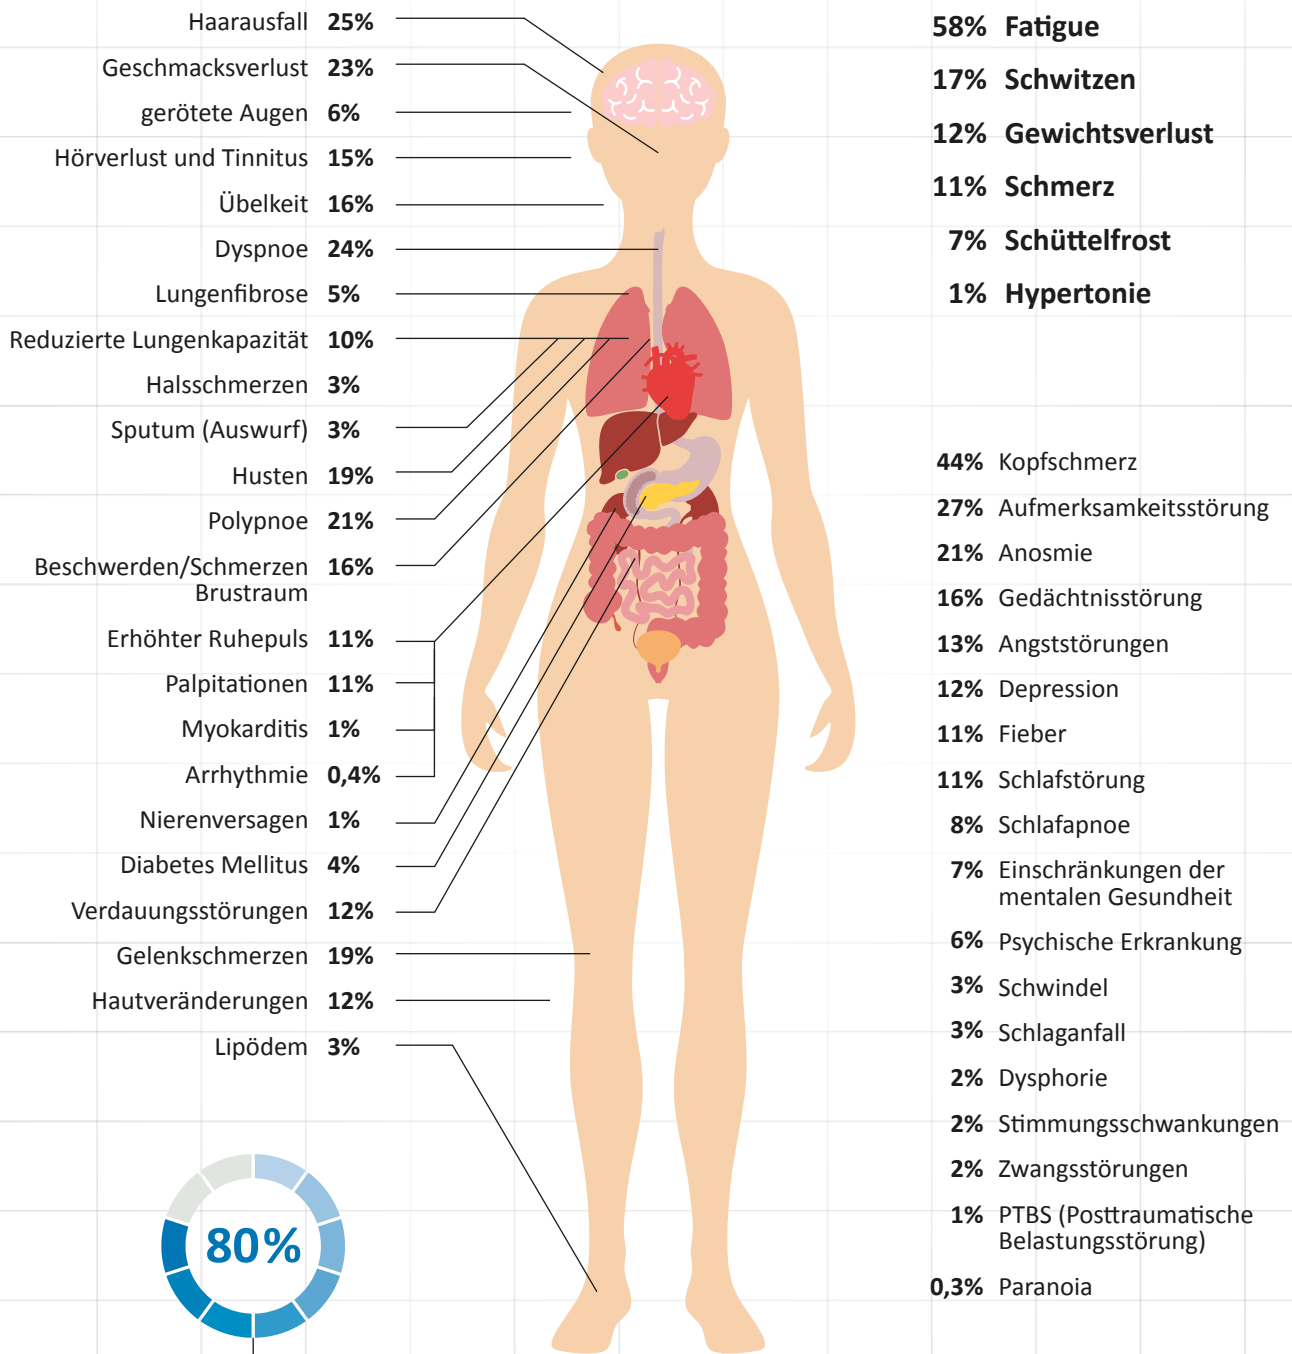 Haarausfall 25%
Geschmacksverlust 23%
gerötete Augen 6%
Hörverlust und Tinnitus 15%
Übelkeit 16%
Dyspnoe 24%
Lungenfibrose 5%
Reduzierte Lungenkapazität 10%
Halsschmerzen 3%
Sputum (Auswurf) 3%
Husten 19%
Polypnoe 21%
Beschwerden/Schmerzen 16%
Brustraum
Erhöhter Ruhepuls 11%
Palpitationen 11%
Myokarditis 1%
Arrhythmie 0,4%
Nierenversagen 1%
Diabetes Mellitus 4%
Verdauungsstörungen 12%
Gelenkschmerzen 19%
Hautveränderungen 12%
Lipödem 3%
80%
58% Fatigue
17% Schwitzen
12% Gewichtsverlust
11% Schmerz
7% Schüttelfrost
1% Hypertonie
44% Kopfschmerz
27% Aufmerksamkeitsstörung
21% Anosmie
16% Gedächtnisstörung
13% Angststörungen
12% Depression
11% Fieber
11% Schlafstörung
8% Schlafapnoe
7% Einschränkungen der
mentalen Gesundheit
6% Psychische Erkrankung
3% Schwindel
3% Schlaganfall
2% Dysphorie
2% Stimmungsschwankungen
2% Zwangsstörungen
1% PTBS (Posttraumatische
Belastungsstörung)
0,3% Paranoia